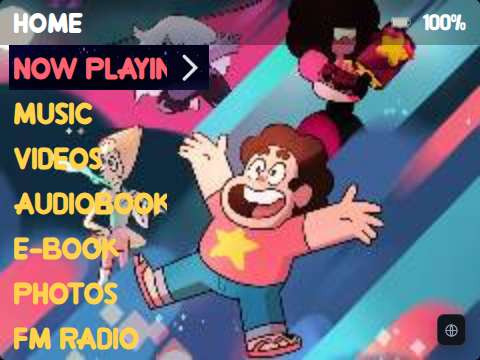 HOME
100%
NOW PLAYIN
MUSIC
VIDEOS
AUDIOBOOK
E-BOOK
PHOTOS
FM RADIO